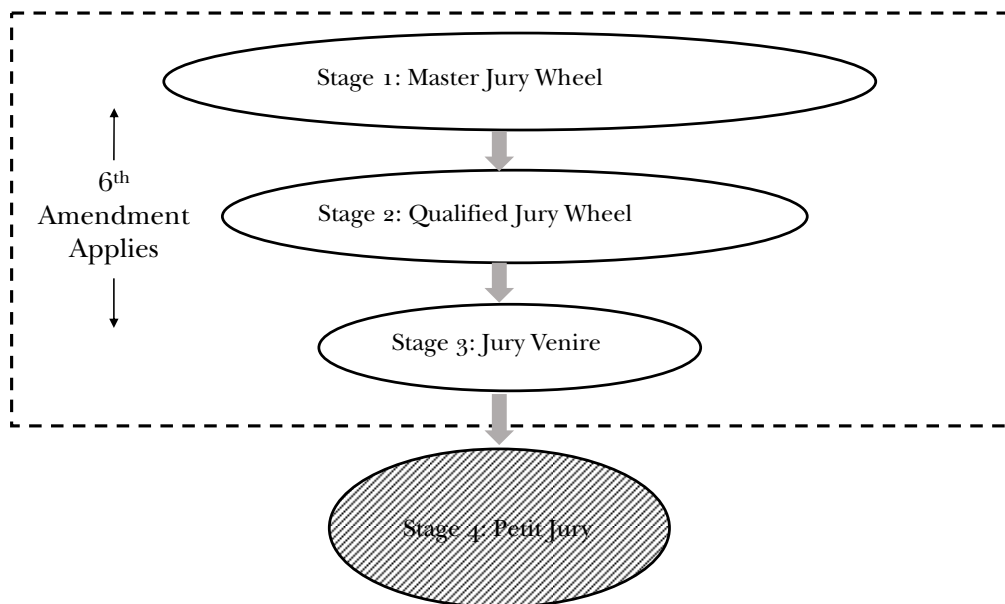 Stage 1: Master Jury Wheel
6th
Amendment
Applies
Stage 2: Qualified Jury Wheel
Stage 3: Jury Venire
Stage 4: Petit Jury